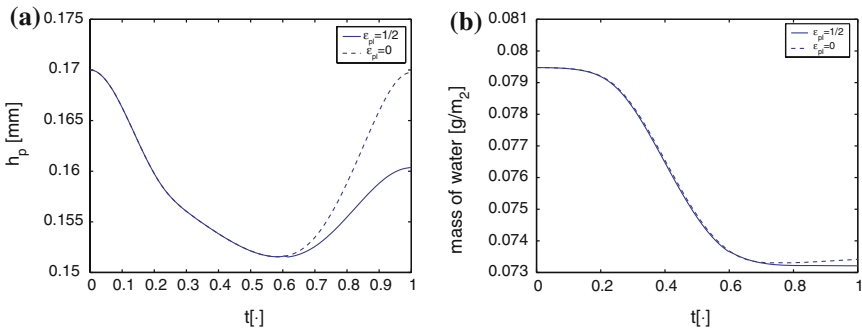 (a)
0.175
0.17
0.165
0.16
0.155
0.15
h_p [mm]
0 0.1 0.2 0.3 0.4 0.5 0.6 0.7 0.8 0.9 1
t[·]
ε_pl=1/2
ε_pl=0
(b)
0.081
0.08
0.079
0.078
0.077
0.076
0.075
0.074
0.073
mass of water [g/m_2]
0 0.2 0.4 0.6 0.8 1
t[·]
ε_pl=1/2
ε_pl=0